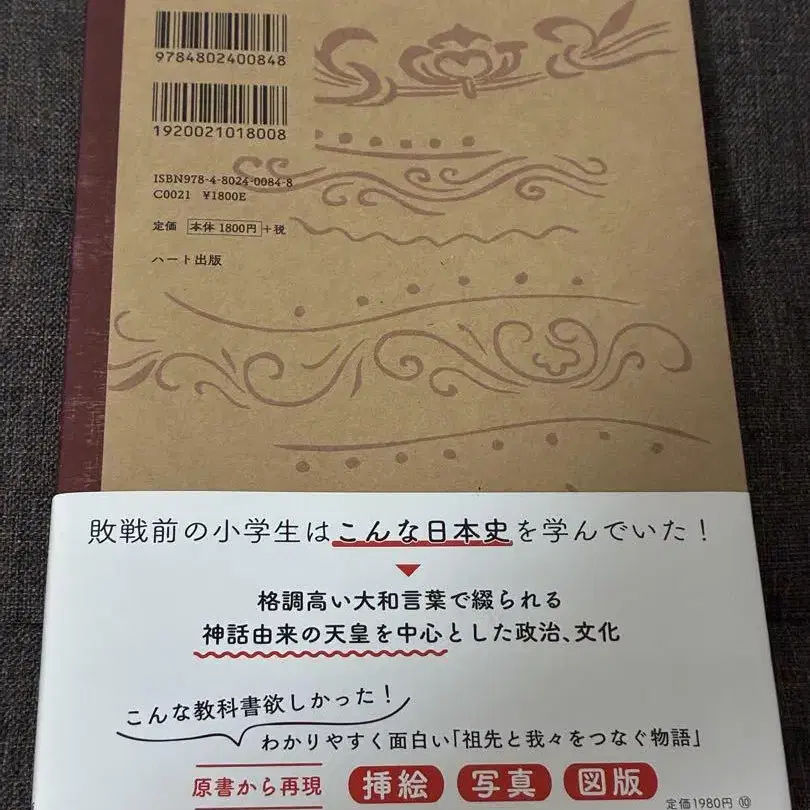 9784802400848
1920021018008
ISBN978-4-8024-0084-8
C0021 ¥1800E
定価 本体 1800円+税
ハート出版
敗戦前の小学生はこんな日本史を学んでいた!
格調高い大和言葉で綴られる
神話由来の天皇を中心とした政治、文化
こんな教科書欲しかった!
わかりやすく面白い「祖先と我々をつなぐ物語」
原書から再現 挿絵 写真 図版
定価1980円 ⑩